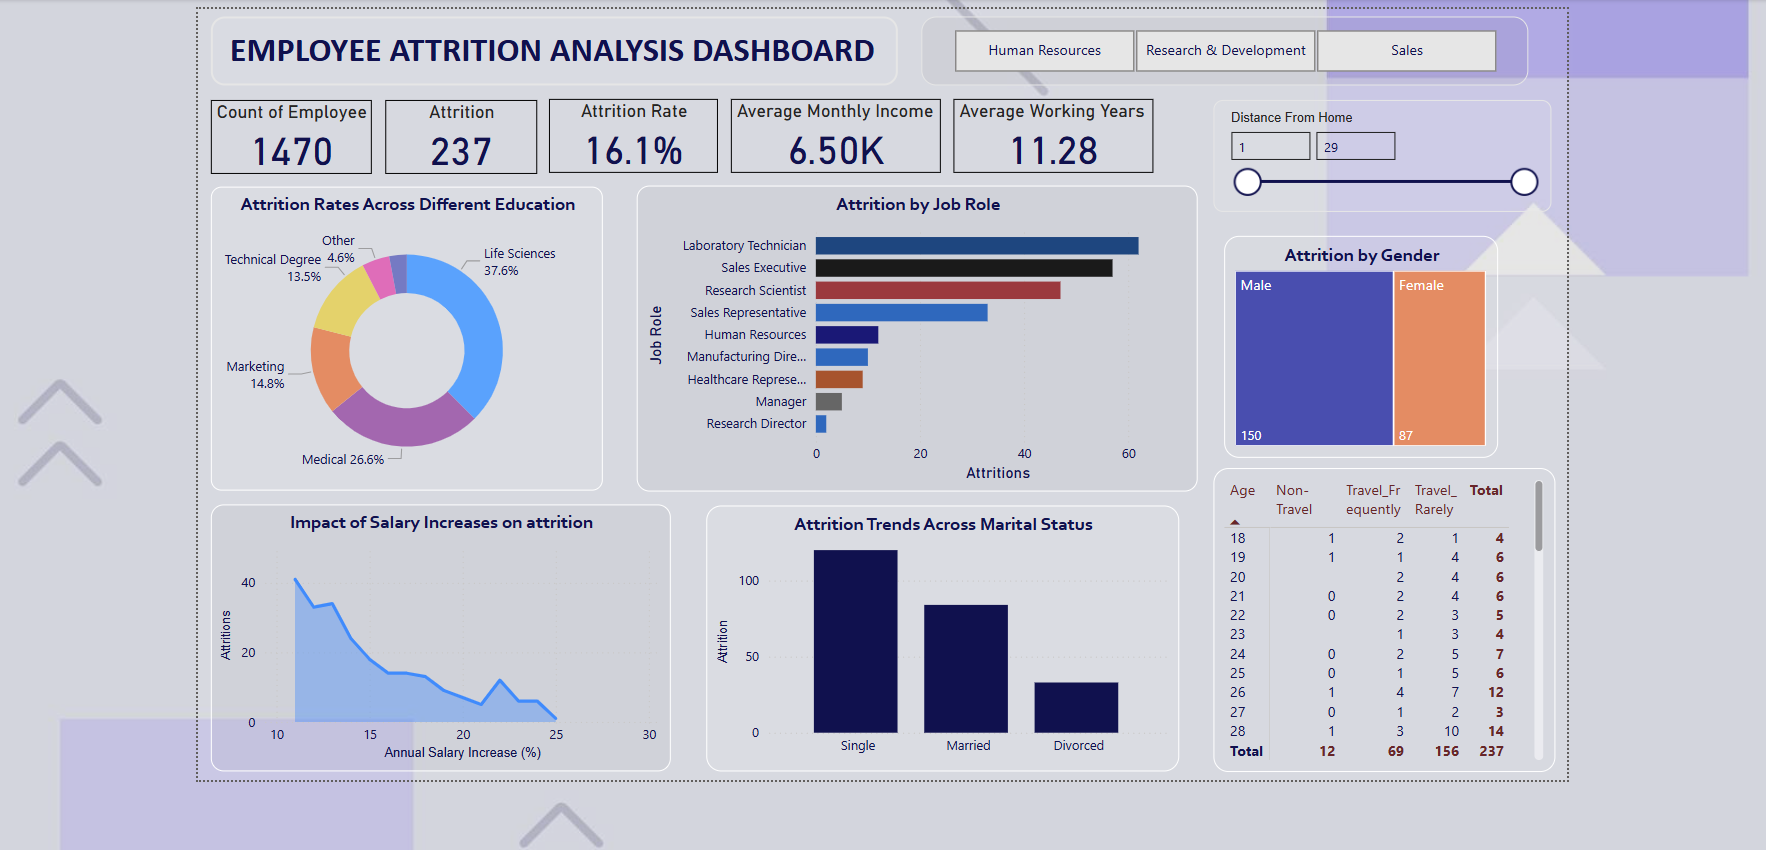 EMPLOYEE ATTRITION ANALYSIS DASHBOARD
Human Resources
Research & Development
Sales
Count of Employee
1470
Attrition
237
Attrition Rate
16.1%
Average Monthly Income
6.50K
Average Working Years
11.28
Distance From Home
1
29
Attrition Rates Across Different Education
Other
4.6%
Technical Degree
13.5%
Life Sciences
37.6%
Marketing
14.8%
Medical 26.6%
Attrition by Job Role
Job Role
Laboratory Technician
Sales Executive
Research Scientist
Sales Representative
Human Resources
Manufacturing Dire...
Healthcare Represe...
Manager
Research Director
0 20 40 60
Attritions
Attrition by Gender
Male
150
Female
87
Impact of Salary Increases on attrition
Attritions
40
20
0
10 15 20 25 30
Annual Salary Increase (%)
Attrition Trends Across Marital Status
Attrition
100
50
0
Single Married Divorced
Age Non- Travel_Fr Travel_ Total
Travel equently Rarely
18 1 2 1 4
19 1 1 4 6
20 2 4 6
21 0 2 4 6
22 0 2 3 5
23 1 3 4
24 0 2 5 7
25 0 1 5 6
26 1 4 7 12
27 0 1 2 3
28 1 3 10 14
Total 12 69 156 237